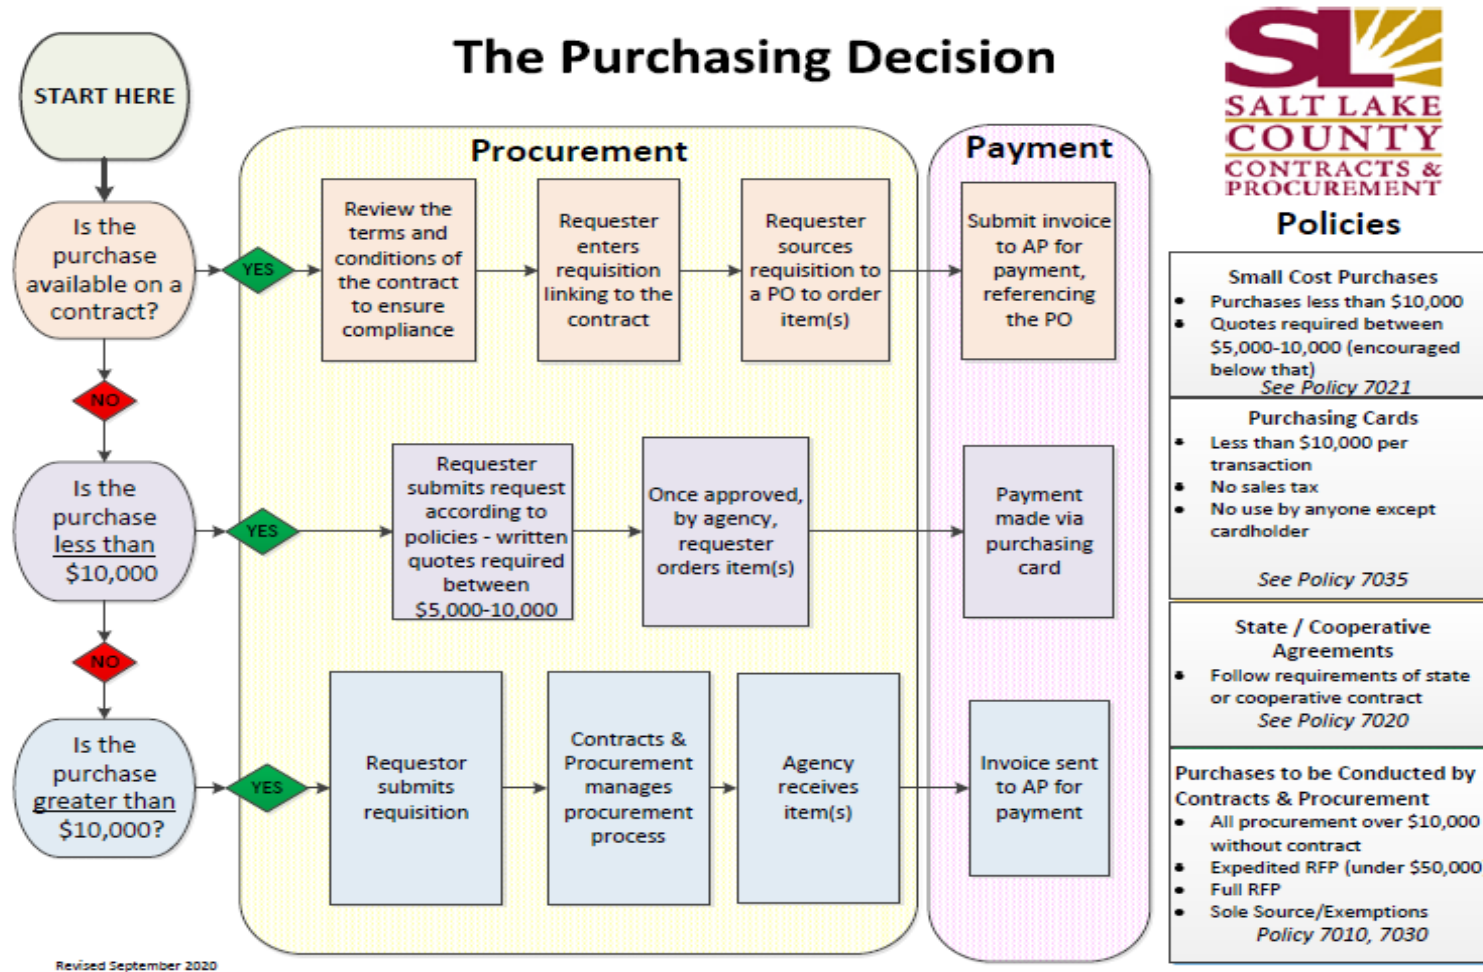 The Purchasing Decision
START HERE
Is the
purchase
available on a
contract?
YES
NO
Is the
purchase
less than
$10,000
YES
NO
Is the
purchase
greater than
$10,000?
YES
Procurement
Review the
terms and
conditions of
the contract
to ensure
compliance
Requester
enters
requisition
linking to the
contract
Requester
sources
requisition to
a PO to order
item(s)
Requester
submits request
according to
policies - written
quotes required
between
$5,000-10,000
Once approved,
by agency,
requester
orders item(s)
Requestor
submits
requisition
Contracts &
Procurement
manages
procurement
process
Agency
receives
item(s)
Payment
Submit invoice
to AP for
payment,
referencing
the PO
Payment
made via
purchasing
card
Invoice sent
to AP for
payment
SL
SALT LAKE
COUNTY
CONTRACTS &
PROCUREMENT
Policies
Small Cost Purchases
• Purchases less than $10,000
• Quotes required between
$5,000-10,000 (encouraged
below that)
See Policy 7021
Purchasing Cards
• Less than $10,000 per
transaction
• No sales tax
• No use by anyone except
cardholder
See Policy 7035
State / Cooperative
Agreements
• Follow requirements of state
or cooperative contract
See Policy 7020
Purchases to be Conducted by
Contracts & Procurement
• All procurement over $10,000
without contract
• Expedited RFP (under $50,000
• Full RFP
• Sole Source/Exemptions
Policy 7010, 7030
Revised September 2020